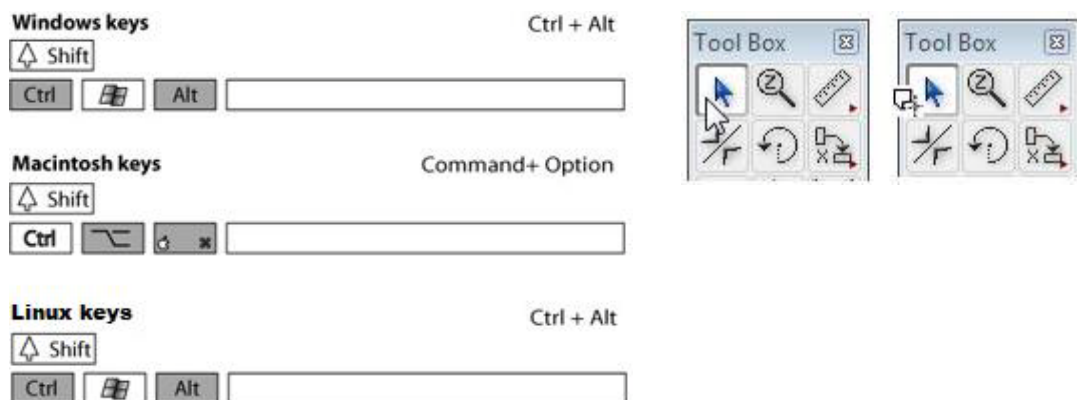 Windows keys Ctrl + Alt
Shift
Ctrl Alt
Macintosh keys Command+ Option
Shift
Ctrl
Linux keys Ctrl + Alt
Shift
Ctrl Alt
Tool Box
Z
X
Tool Box
Z
X